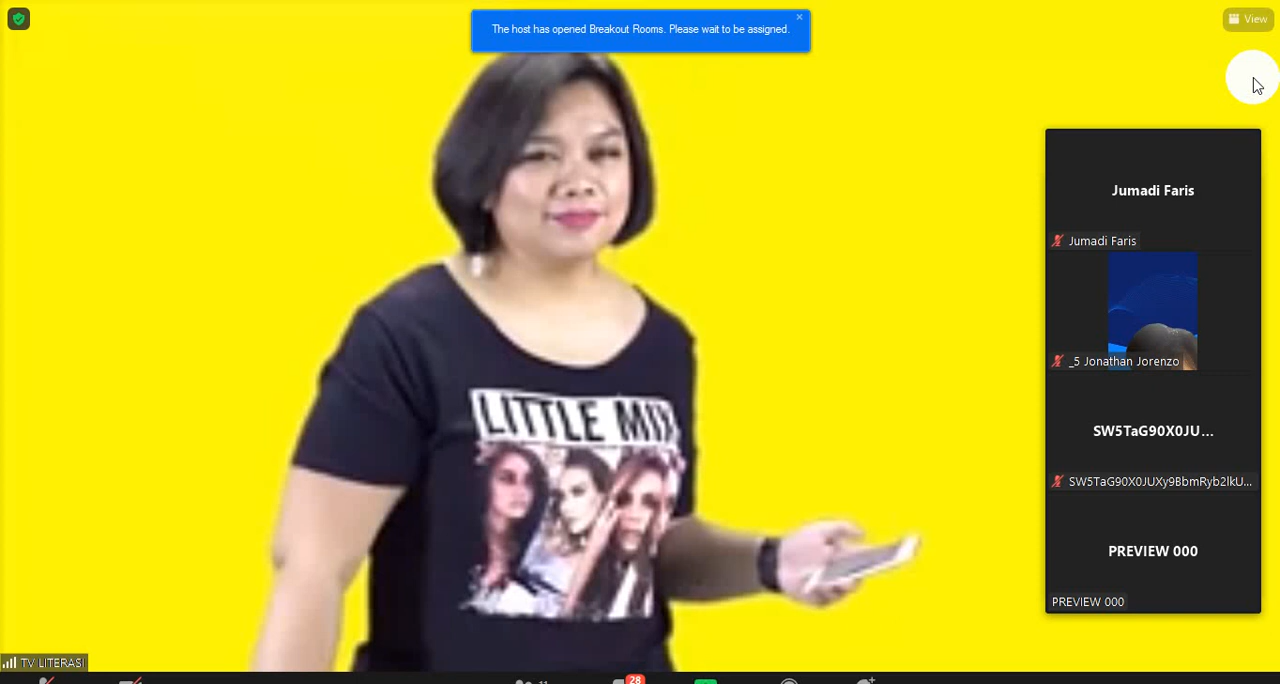 The host has opened Breakout Rooms. Please wait to be assigned.
View
Jumadi Faris
Jumadi Faris
_5 Jonathan Jorenzo
SW5TaG90X0JU...
SW5TaG90X0JUXy9BbmRyb2lkU...
PREVIEW 000
PREVIEW 000
LITTLE MIX
TV LITERASI
11
28